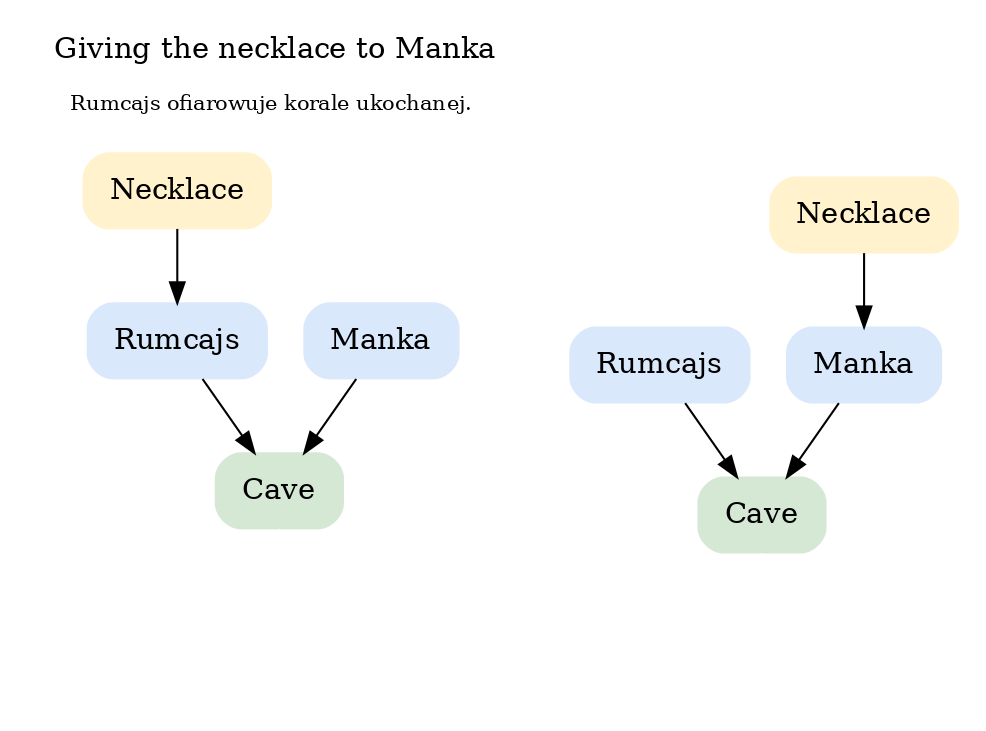 Giving the necklace to Manka
Rumcajs ofiarowuje korale ukochanej.
Necklace
Rumcajs
Manka
Cave
Necklace
Rumcajs
Manka
Cave